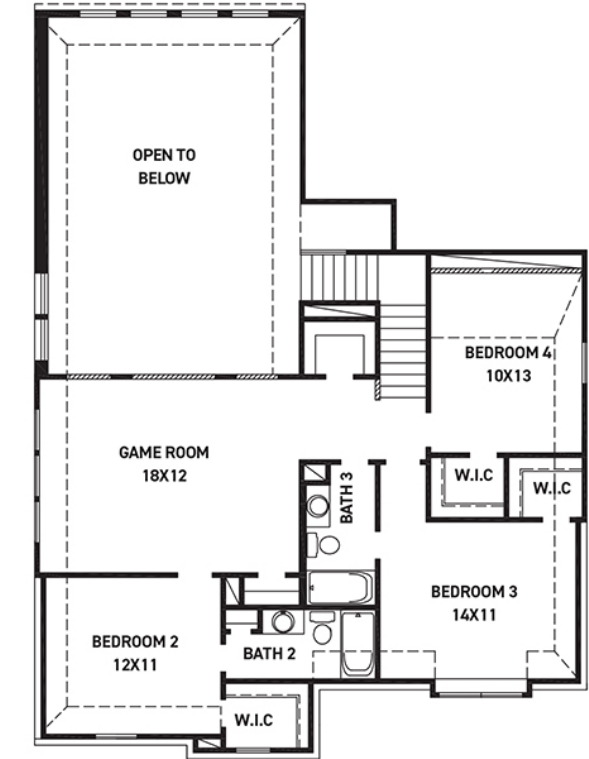 OPEN TO
BELOW
BEDROOM 4
10X13
GAME ROOM
18X12
W.I.C
W.I.C
BATH 3
BEDROOM 3
14X11
BEDROOM 2
12X11
BATH 2
W.I.C